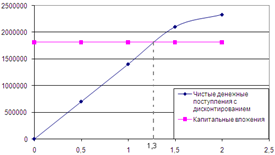 2500000
2000000
1500000
1000000
500000
0
0 0,5 1 1,3 1,5 2 2,5
Чистые денежные
поступления с
дисконтированием
Капитальные вложения